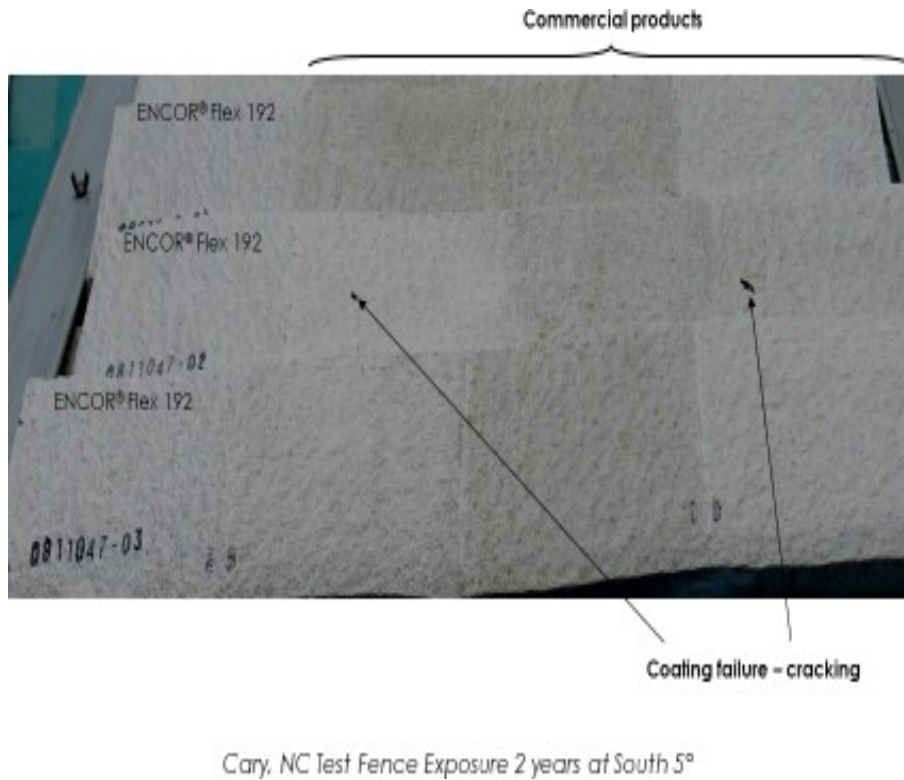 Commercial products
ENCOR® Flex 192
ENCOR® Flex 192
0811047-02
ENCOR® Flex 192
0811047-03
Coating failure – cracking
Cary, NC Test Fence Exposure 2 years at South 5°